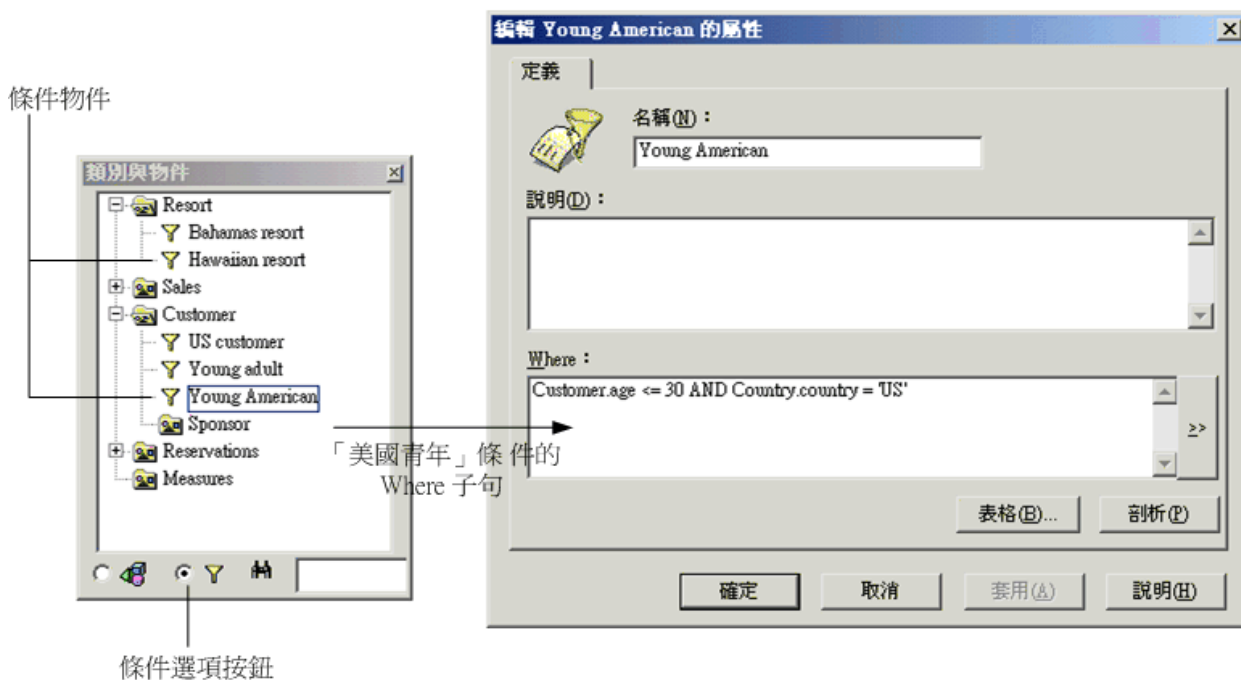 條件物件
類別與物件
Resort
Bahamas resort
Hawaiian resort
Sales
Customer
US customer
Young adult
Young American
Sponsor
Reservations
Measures
條件選項按鈕
「美國青年」條件的
Where 子句
編輯 Young American 的屬性
定義
名稱(N)：
Young American
說明(D)：
Where：
Customer.age <= 30 AND Country.country = 'US'
>>
表格(B)...
剖析(P)
確定
取消
套用(A)
說明(H)